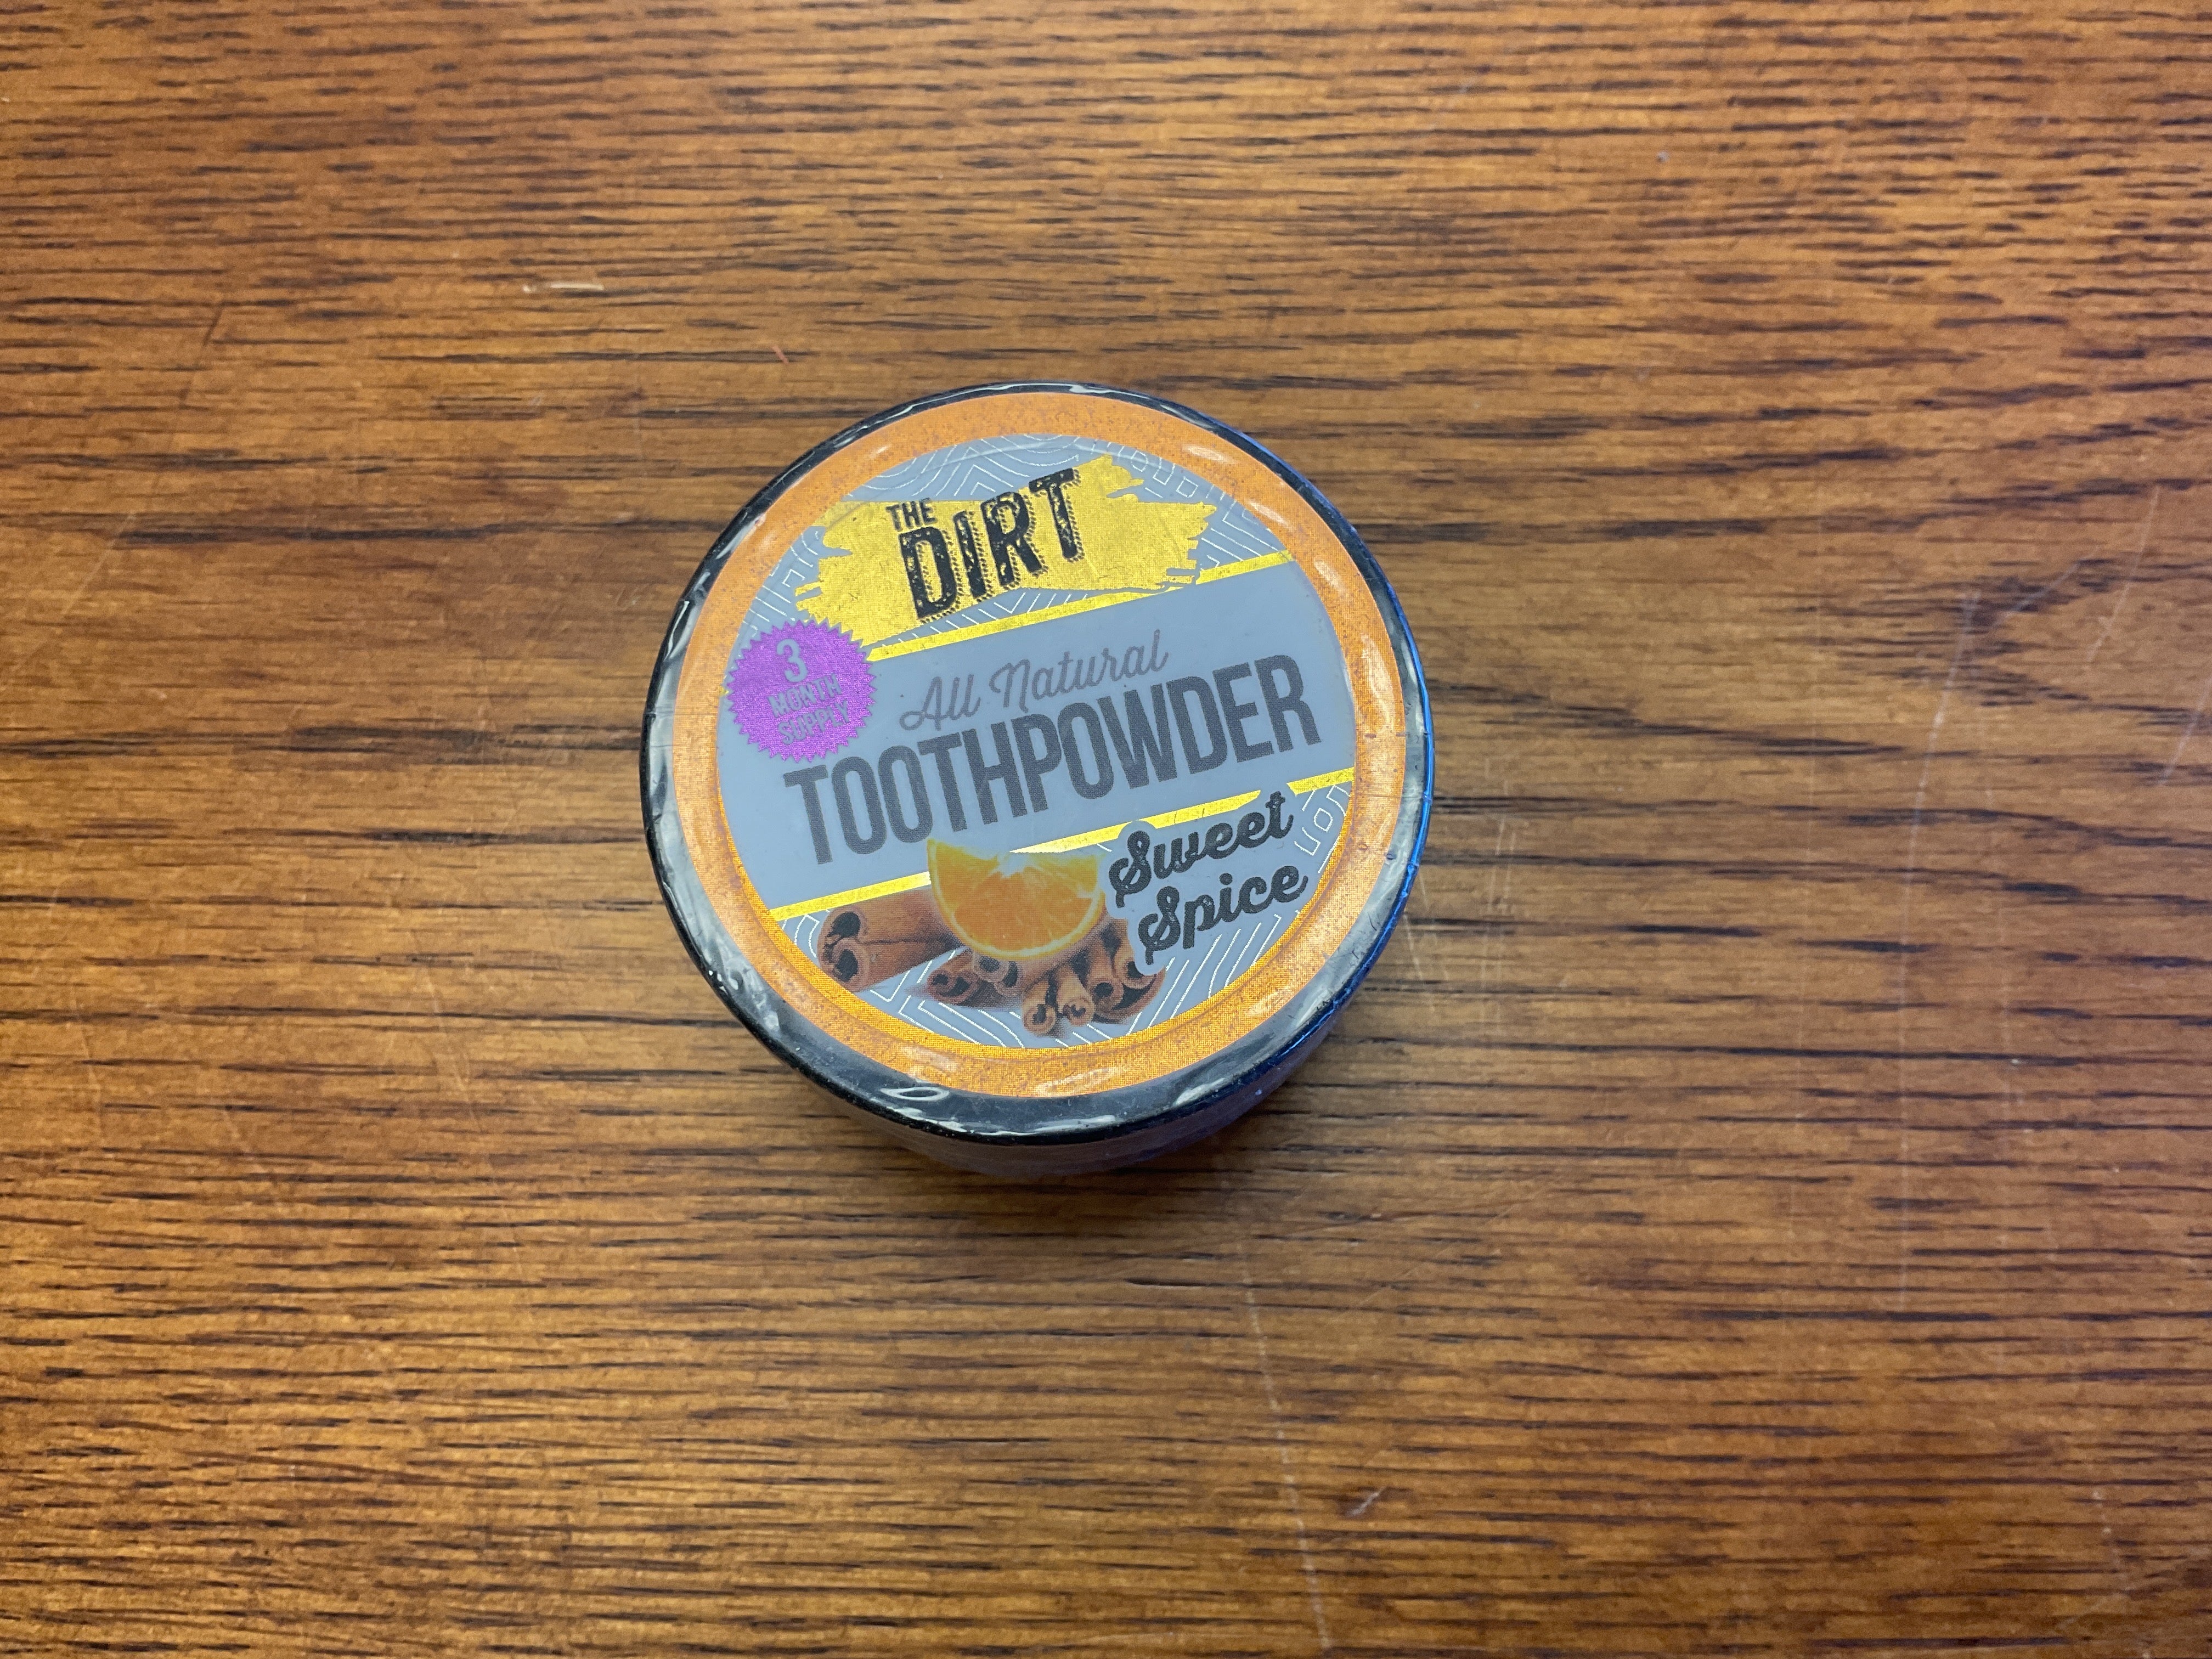 THE
DIRT
3
MONTH
SUPPLY
All Natural
TOOTHPOWDER
Sweet
Spice